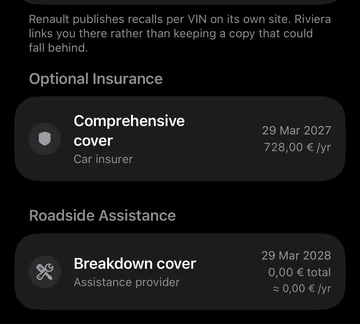 Renault publishes recalls per VIN on its own site. Riviera
links you there rather than keeping a copy that could
fall behind.
Optional Insurance
Comprehensive
cover
Car insurer
29 Mar 2027
728,00 € /yr
Roadside Assistance
Breakdown cover
Assistance provider
29 Mar 2028
0,00 € total
≈ 0,00 € /yr